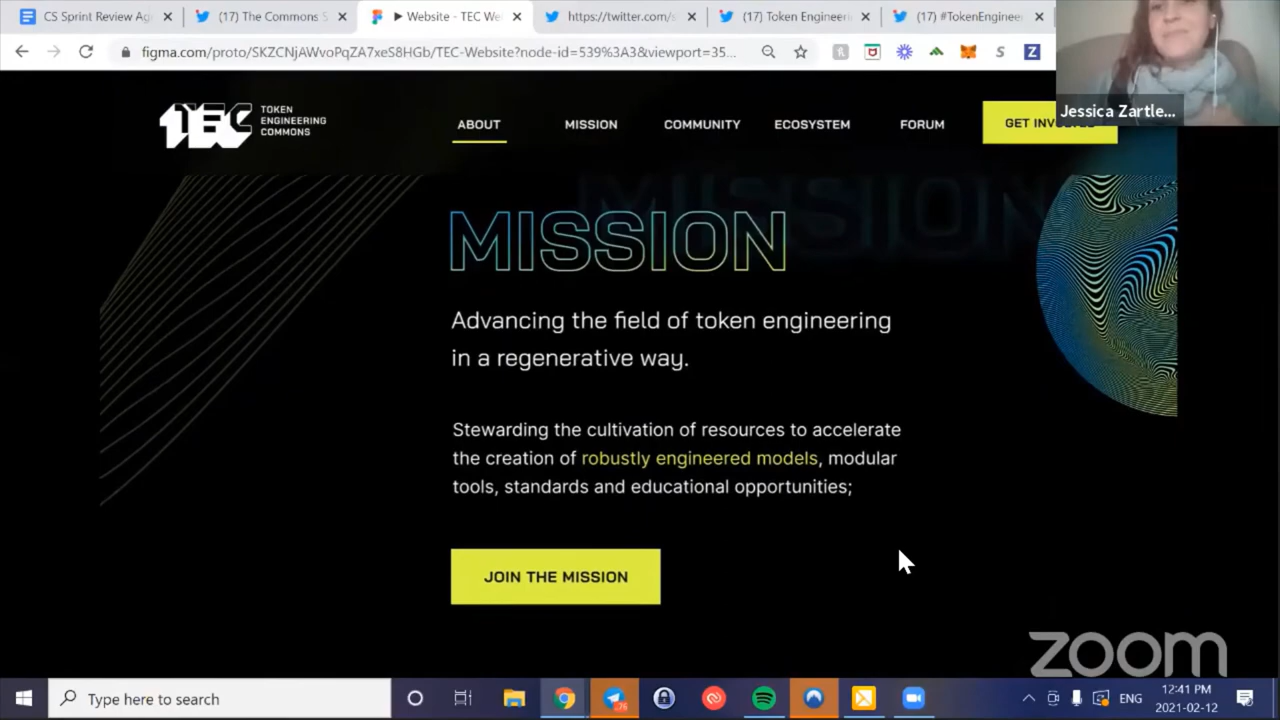 CS Sprint Review Ag
(17) The Commons S
Website - TEC We
https://twitter.com/s
(17) Token Engineeri
(17) #TokenEnginee
figma.com/proto/SKZCNjAWvoPqZA7xeS8HGb/TEC-Website?node-id=539%3A3&viewport=35...
Jessica Zartle...
TEC
TOKEN
ENGINEERING
COMMONS
ABOUT
MISSION
COMMUNITY
ECOSYSTEM
FORUM
GET
MISSION
MISSION
Advancing the field of token engineering
in a regenerative way.
Stewarding the cultivation of resources to accelerate
the creation of robustly engineered models, modular
tools, standards and educational opportunities;
JOIN THE MISSION
zoom
Type here to search
76
ENG
12:41 PM
2021-02-12